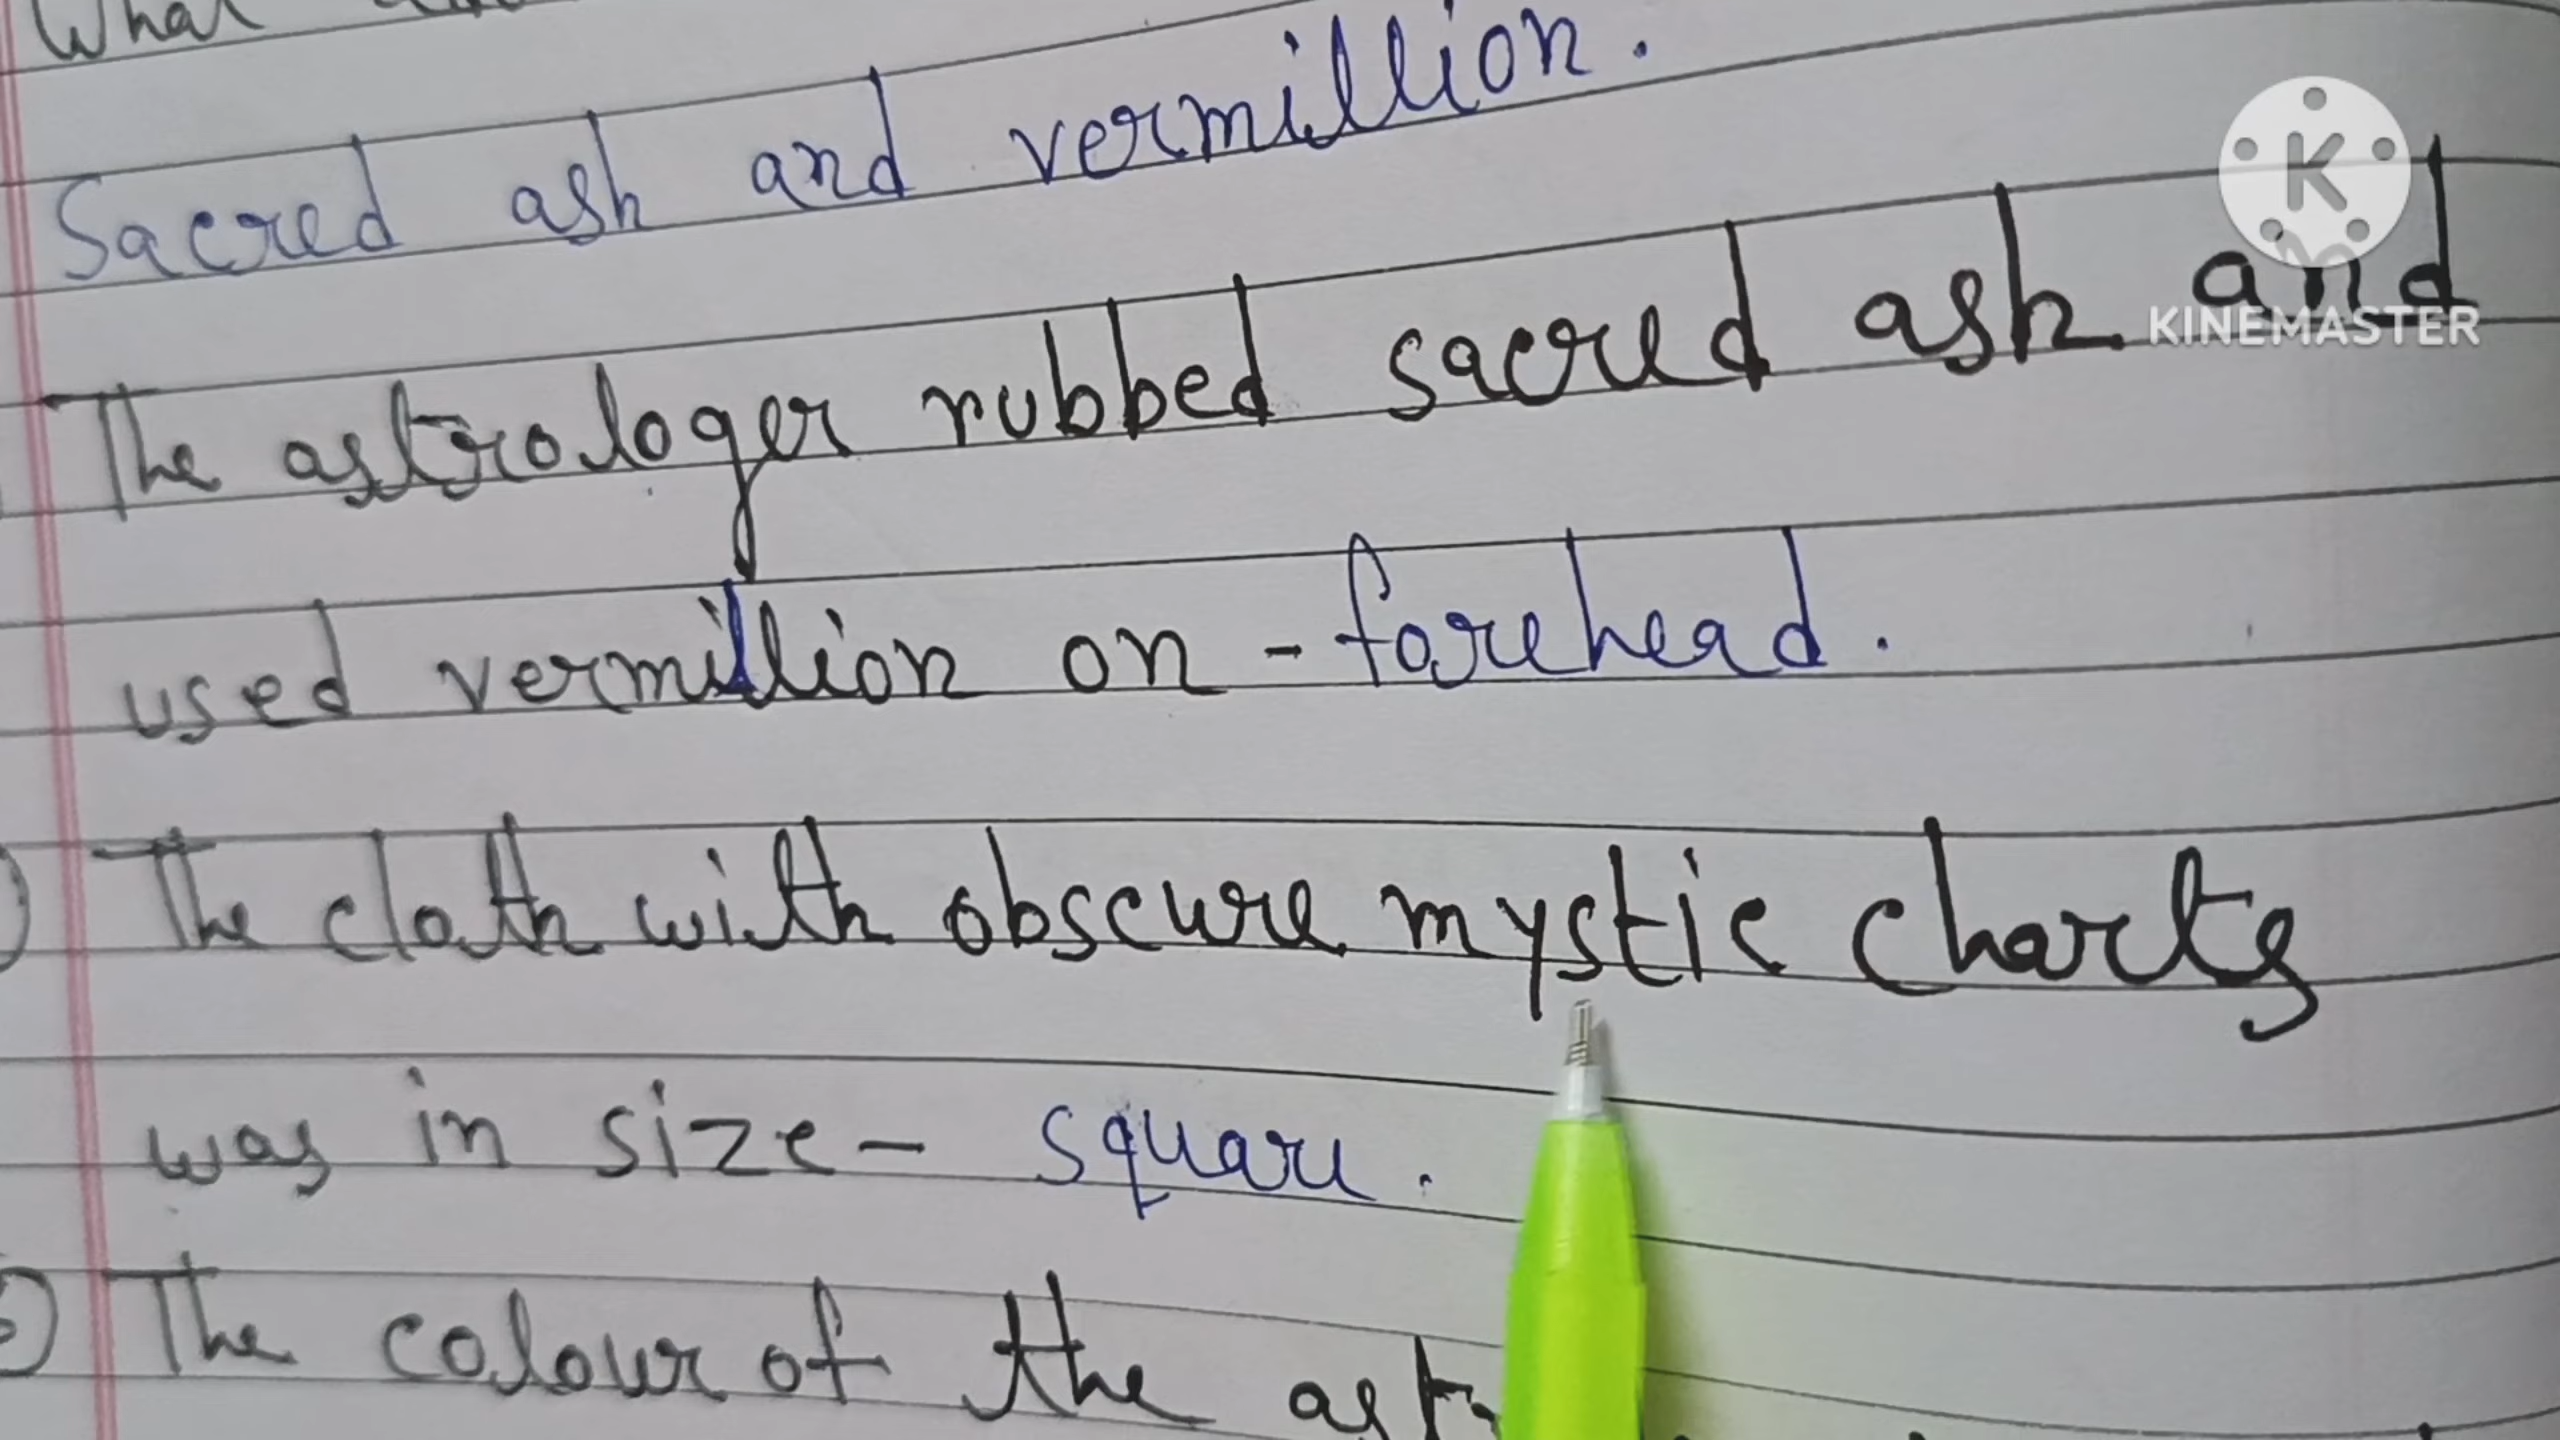 What
Sacred ash and vermillion.
The astrologer rubbed sacred ash and
used vermillion on - forehead.
The cloth with obscure mystic charts
was in size - square.
The colour of the
K
KINEMASTER